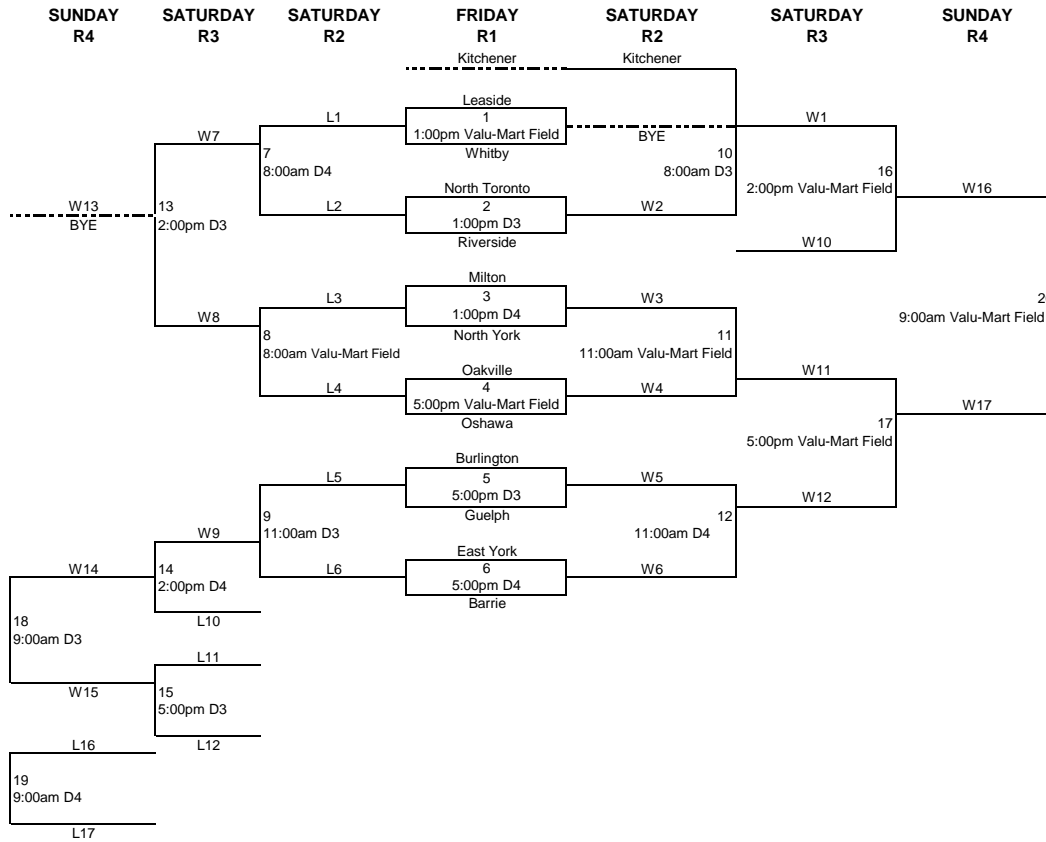 SUNDAY SATURDAY SATURDAY FRIDAY SATURDAY SATURDAY SUNDAY
R4 R3 R2 R1 R2 R3 R4
Kitchener Kitchener
Leaside
L1 1 W1
W7 1:00pm Valu-Mart Field BYE
7 Whitby 10
8:00am D4 8:00am D3 16
2:00pm Valu-Mart Field
North Toronto
W13 13 L2 2 W2 W16
BYE 2:00pm D3 1:00pm D3
Riverside W10
Milton
L3 3 W3 2
W8 1:00pm D4 9:00am Valu-Mart Field
8 North York 11
8:00am Valu-Mart Field 11:00am Valu-Mart Field
Oakville W11
L4 4 W4
5:00pm Valu-Mart Field W17
Oshawa 17
5:00pm Valu-Mart Field
Burlington
L5 5 W5
5:00pm D3 W12
9 Guelph 12
W9 11:00am D3 11:00am D4
East York
W14 14 L6 6 W6
2:00pm D4 5:00pm D4
Barrie
18 L10
9:00am D3
L11
W15 15
5:00pm D3
L16 L12
19
9:00am D4
L17